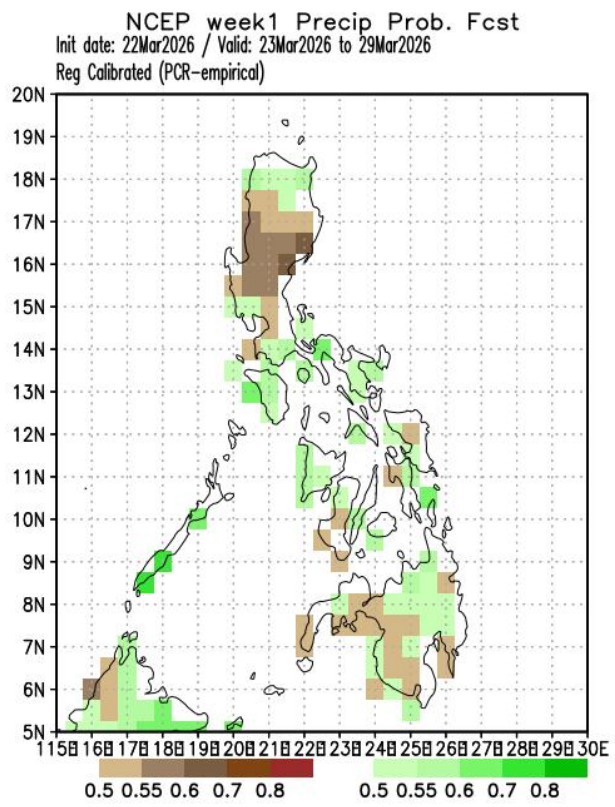 NCEP week1 Precip Prob. Fcst
Init date: 22Mar2026 / Valid: 23Mar2026 to 29Mar2026
Reg Calibrated (PCR-empirical)
20N
19N
18N
17N
16N
15N
14N
13N
12N
11N
10N
9N
8N
7N
6N
5N
115E 116E 117E 118E 119E 120E 121E 122E 123E 124E 125E 126E 127E 128E 129E 130E
0.5 0.55 0.6 0.7 0.8 0.5 0.55 0.6 0.7 0.8